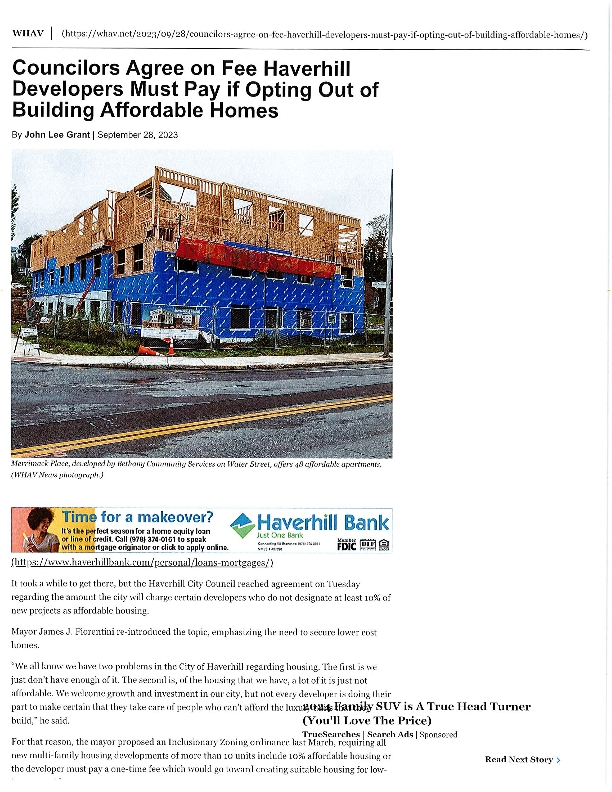 WHAV | (https://whav.net/2023/09/28/councilors-agree-on-fee-haverhill-developers-must-pay-if-opting-out-of-building-affordable-homes/)
Councilors Agree on Fee Haverhill
Developers Must Pay if Opting Out of
Building Affordable Homes
By John Lee Grant | September 28, 2023
Merrimack Place, developed by Bethany Community Services on Water Street, offers 48 affordable apartments.
(WHAV News photograph.)
Time for a makeover?
It's the perfect season for a home equity loan
or line of credit. Call (978) 374-0161 to speak
with a mortgage originator or click to apply online.
Haverhill Bank
Just One Bank
Member
FDIC
(https://www.haverhillbank.com/personal/loans-mortgages/)
It took a while to get there, but the Haverhill City Council reached agreement on Tuesday
regarding the amount the city will charge certain developers who do not designate at least 10% of
new projects as affordable housing.
Mayor James J. Fiorentini re-introduced the topic, emphasizing the need to secure lower cost
homes.
“We all know we have two problems in the City of Haverhill regarding housing. The first is we
just don't have enough of it. The second is, of the housing that we have, a lot of it is just not
affordable. We welcome growth and investment in our city, but not every developer is doing their
part to make certain that they take care of people who can't afford the
build,” he said.
Family SUV is A True Head Turner
(You'll Love The Price)
TrueSearches | Search Ads | Sponsored
For that reason, the mayor proposed an Inclusionary Zoning ordinance last March, requiring all
new multi-family housing developments of more than 10 units include 10% affordable housing or
the developer must pay a one-time fee which would go toward creating suitable housing for low-
Read Next Story >